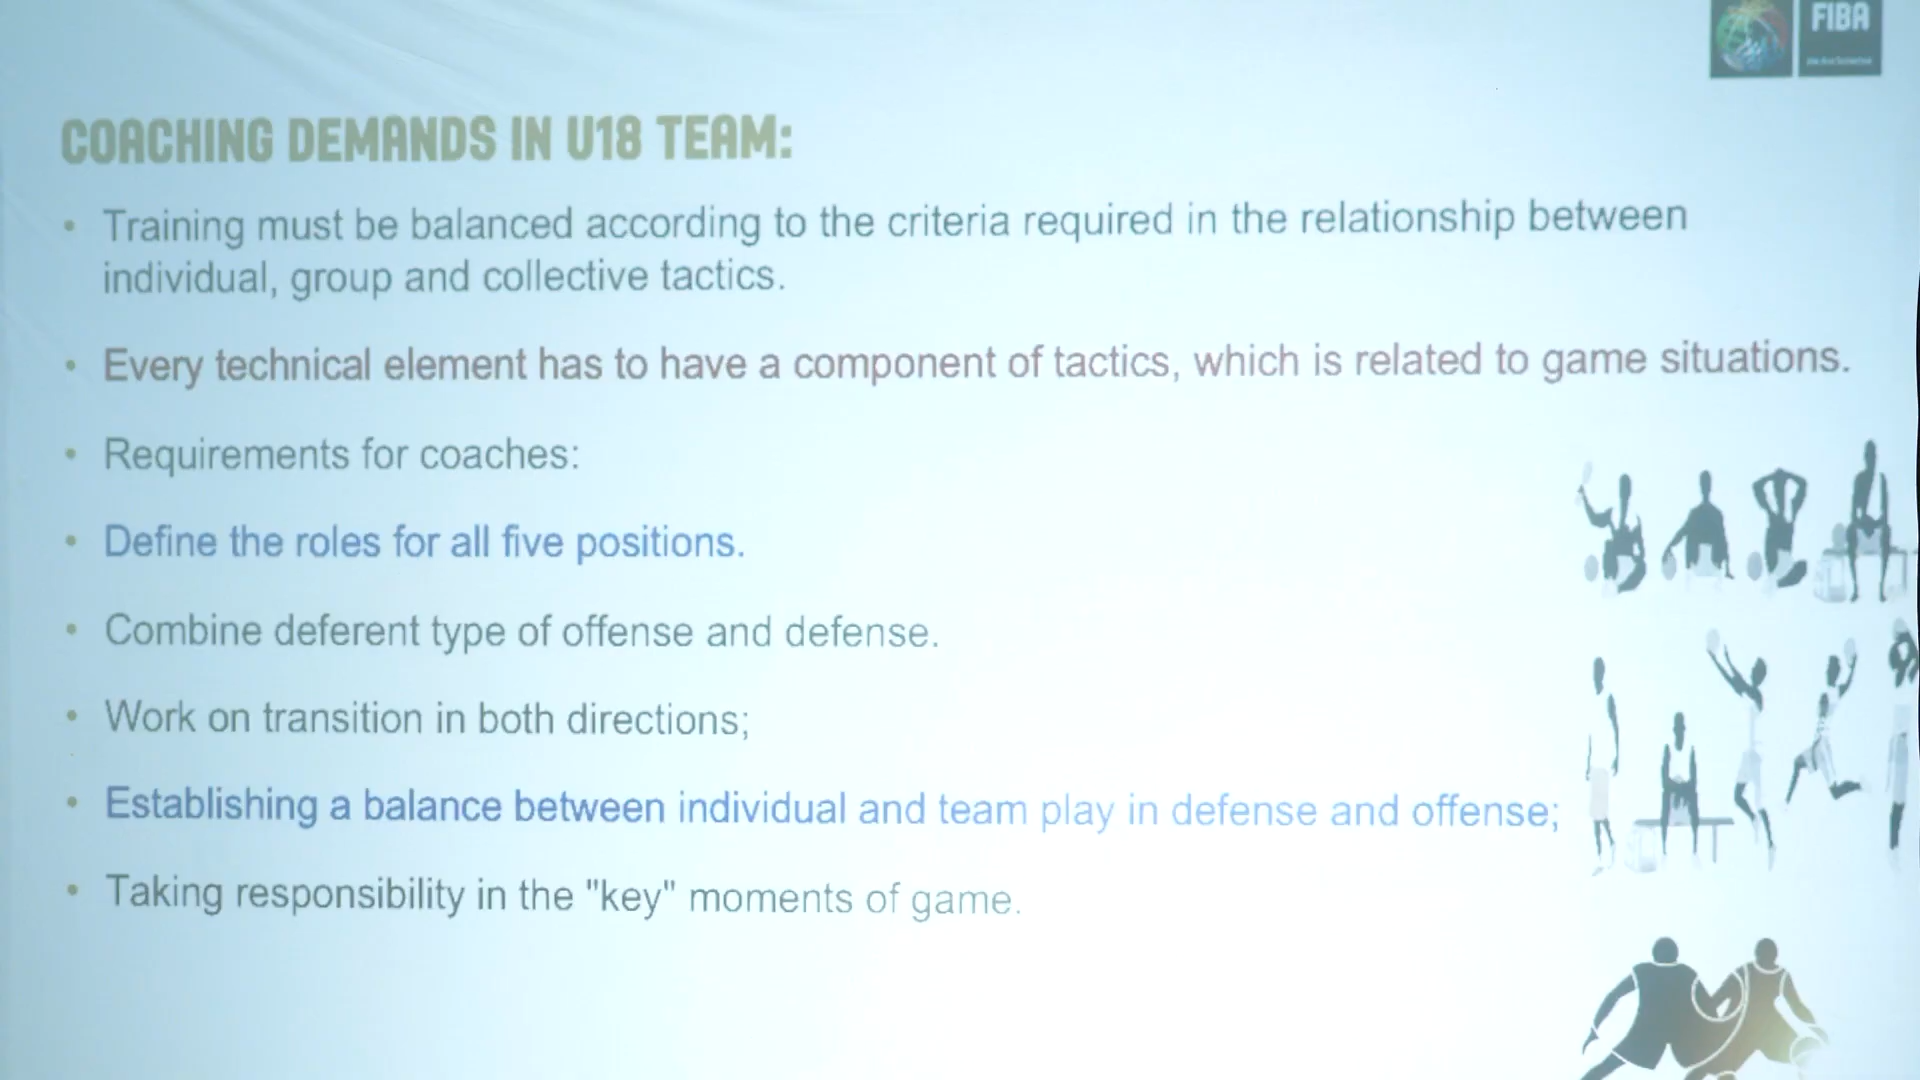 FIBA
COACHING DEMANDS IN U18 TEAM:
• Training must be balanced according to the criteria required in the relationship between
individual, group and collective tactics.
• Every technical element has to have a component of tactics, which is related to game situations.
• Requirements for coaches:
• Define the roles for all five positions.
• Combine deferent type of offense and defense.
• Work on transition in both directions;
• Establishing a balance between individual and team play in defense and offense;
• Taking responsibility in the "key" moments of game.